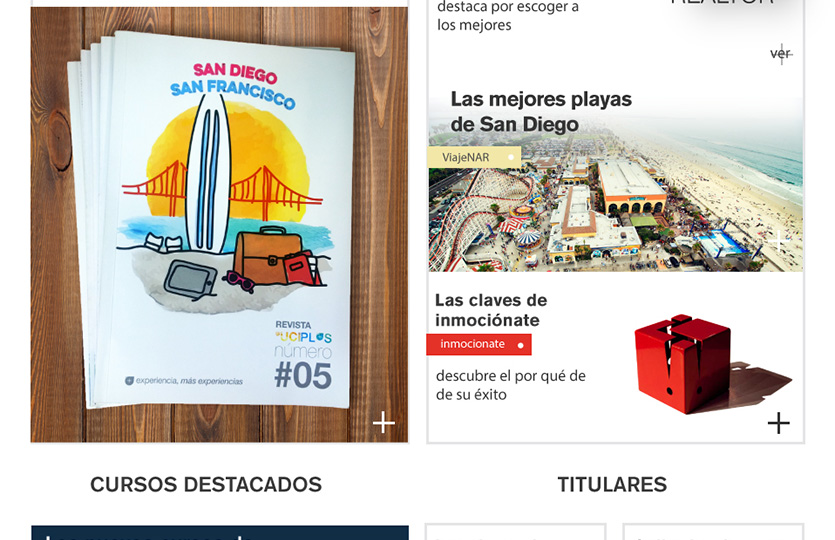 SAN DIEGO
SAN FRANCISCO
REVISTA
UCIPLUS
número
#05
experiencia, más experiencias
destaca por escoger a
los mejores
ver
Las mejores playas
de San Diego
ViajeNAR
Las claves de
inmociónate
inmocionate
descubre el por qué de
de su éxito
CURSOS DESTACADOS
TITULARES